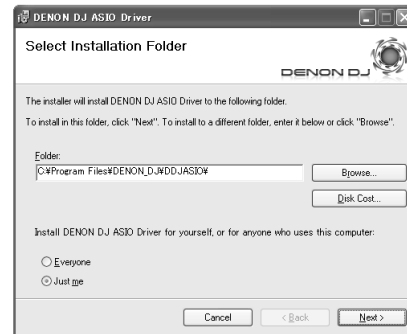 DENON DJ ASIO Driver
Select Installation Folder
DENON DJ
The installer will install DENON DJ ASIO Driver to the following folder.
To install in this folder, click "Next". To install to a different folder, enter it below or click "Browse".
Folder:
C:¥Program Files¥DENON_DJ¥DDJASIO¥
Browse...
Disk Cost...
Install DENON DJ ASIO Driver for yourself, or for anyone who uses this computer:
Everyone
Just me
Cancel
< Back
Next >